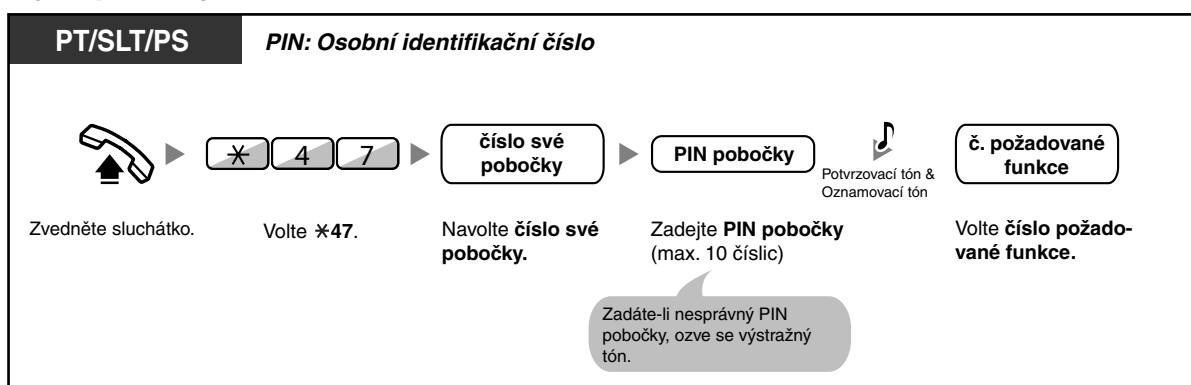 PT/SLT/PS
PIN: Osobní identifikační číslo
✳ 4 7
číslo své
pobočky
PIN pobočky
Potvrzovací tón &
Oznamovací tón
č. požadované
funkce
Zvedněte sluchátko.
Volte ✳47.
Navolte číslo své
pobočky.
Zadejte PIN pobočky
(max. 10 číslic)
Volte číslo požado-
vané funkce.
Zadáte-li nesprávný PIN
pobočky, ozve se výstražný
tón.